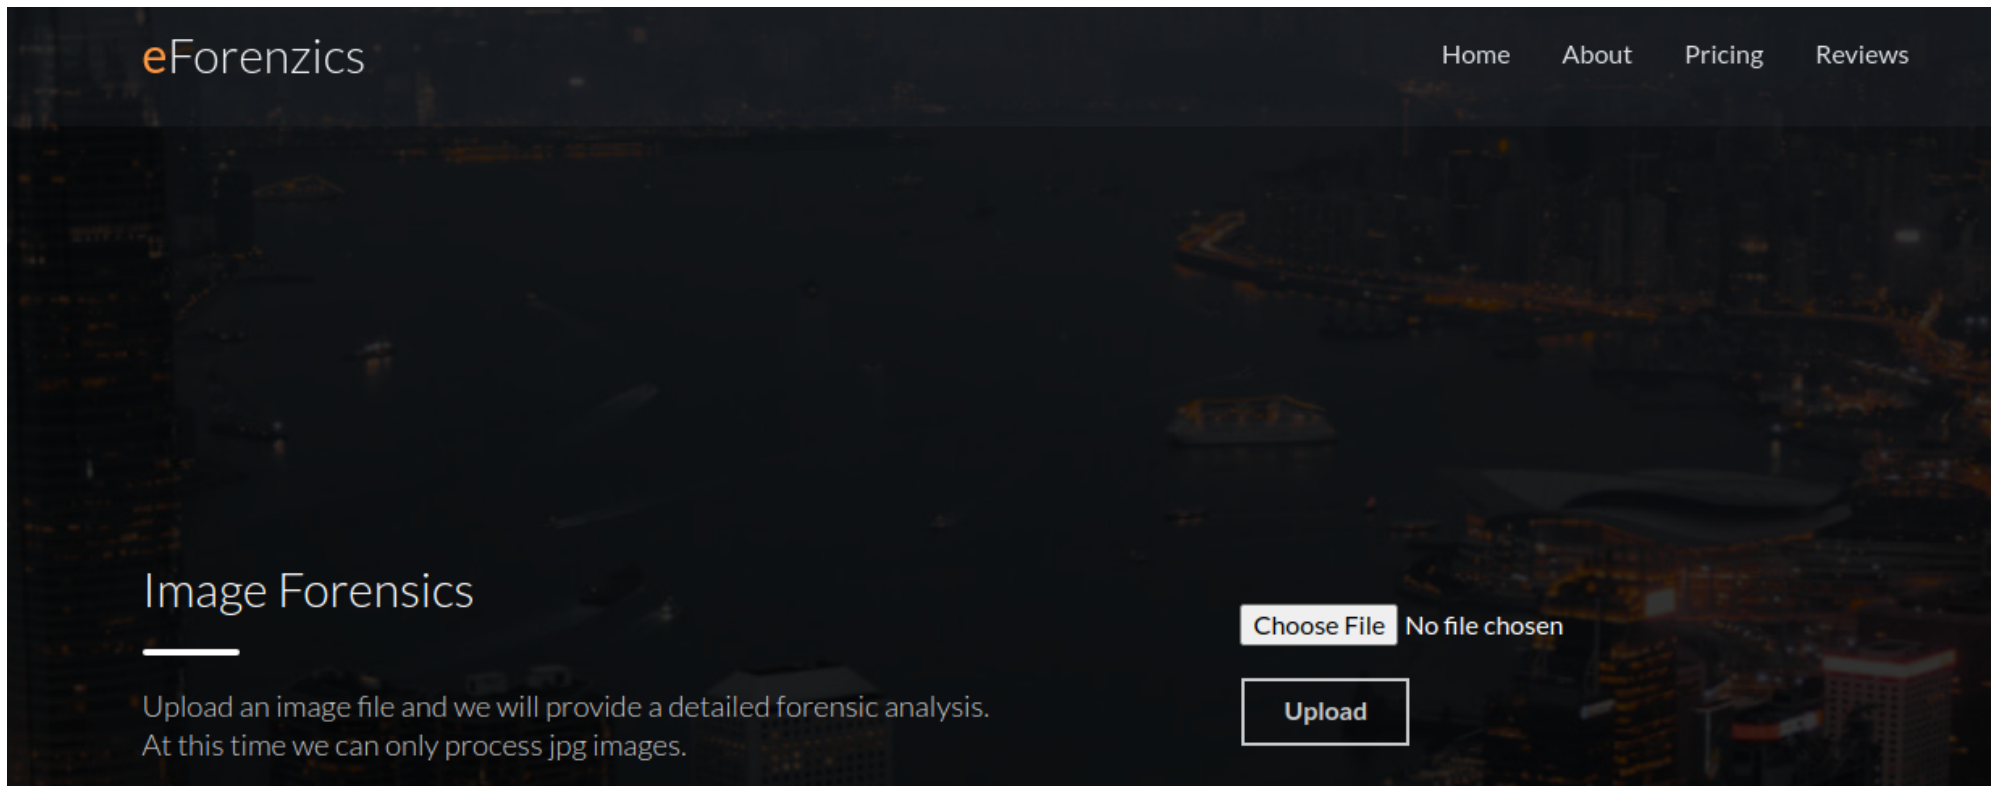 eForenzics
Home About Pricing Reviews
Image Forensics
Choose File No file chosen
Upload
Upload an image file and we will provide a detailed forensic analysis.
At this time we can only process jpg images.